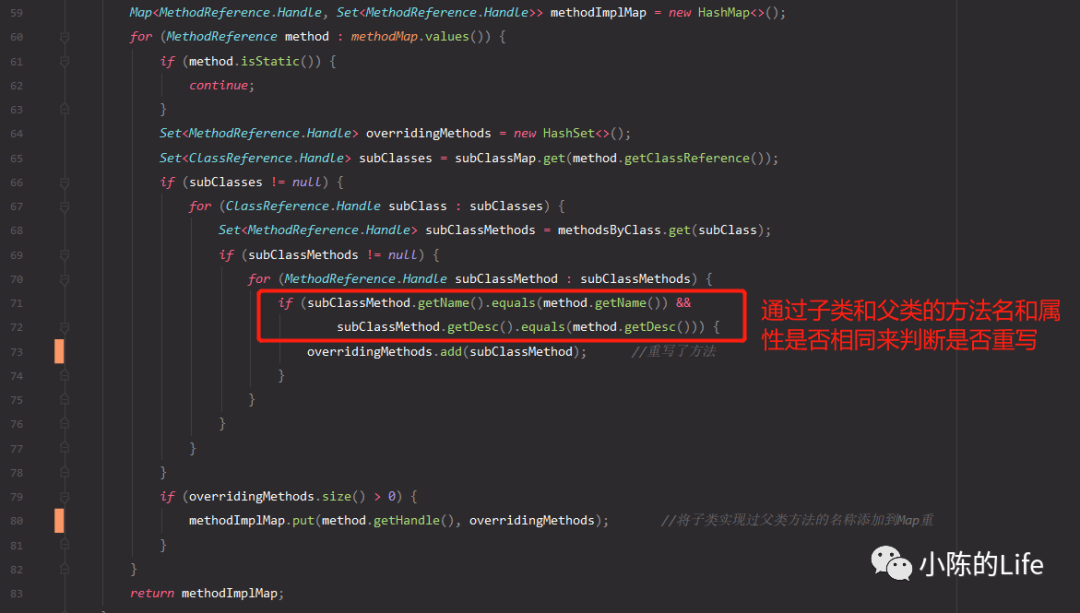 59 Map<MethodReference.Handle, Set<MethodReference.Handle>> methodImplMap = new HashMap<>();
60 for (MethodReference method : methodMap.values()) {
61 if (method.isStatic()) {
62 continue;
63 }
64 Set<MethodReference.Handle> overridingMethods = new HashSet<>();
65 Set<ClassReference.Handle> subClasses = subClassMap.get(method.getClassReference());
66 if (subClasses != null) {
67 for (ClassReference.Handle subClass : subClasses) {
68 Set<MethodReference.Handle> subClassMethods = methodsByClass.get(subClass);
69 if (subClassMethods != null) {
70 for (MethodReference.Handle subClassMethod : subClassMethods) {
71 if (subClassMethod.getName().equals(method.getName()) &&
72 subClassMethod.getDesc().equals(method.getDesc())) {
通过子类和父类的方法名和属
性是否相同来判断是否重写
73 overridingMethods.add(subClassMethod); //重写了方法
74 }
75 }
76 }
77 }
78 }
79 if (overridingMethods.size() > 0) {
80 methodImplMap.put(method.getHandle(), overridingMethods); //将子类实现过父类方法的名称添加到Map重
81 }
82 }
83 return methodImplMap;
小陈的Life